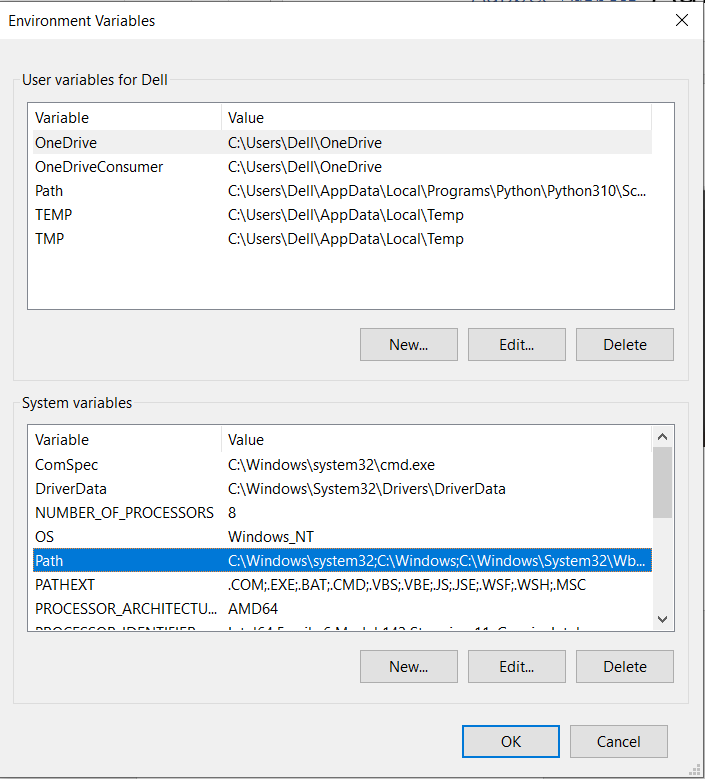 Environment Variables
User variables for Dell
Variable Value
OneDrive C:\Users\Dell\OneDrive
OneDriveConsumer C:\Users\Dell\OneDrive
Path C:\Users\Dell\AppData\Local\Programs\Python\Python310\Sc...
TEMP C:\Users\Dell\AppData\Local\Temp
TMP C:\Users\Dell\AppData\Local\Temp
New... Edit... Delete
System variables
Variable Value
ComSpec C:\Windows\system32\cmd.exe
DriverData C:\Windows\System32\Drivers\DriverData
NUMBER_OF_PROCESSORS 8
OS Windows_NT
Path C:\Windows\system32;C:\Windows;C:\Windows\System32\Wb...
PATHEXT .COM;.EXE;.BAT;.CMD;.VBS;.VBE;.JS;.JSE;.WSF;.WSH;.MSC
PROCESSOR_ARCHITECTU... AMD64
New... Edit... Delete
OK Cancel